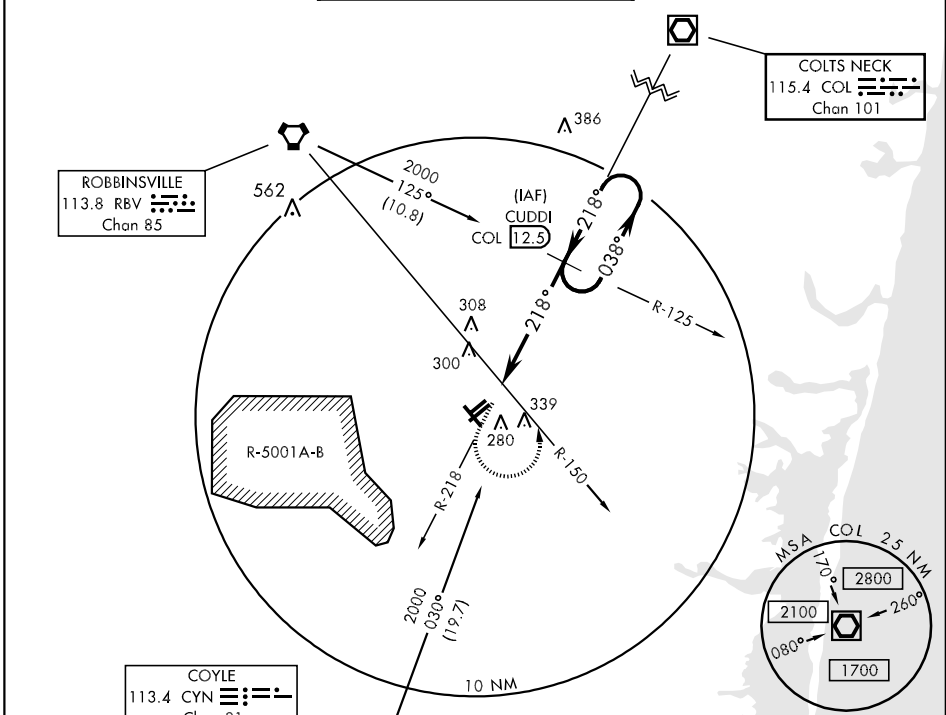 COLTS NECK
115.4 COL
Chan 101
386
ROBBINSVILLE
113.8 RBV
Chan 85
562
2000
125°
(10.8)
(IAF)
CUDDI
COL 12.5
218°
038°
218°
R-125
308
300
339
280
R-5001A-B
R-218
R-150
2000
030°
(19.7)
10 NM
MSA COL 25 NM
170°
2800
2100
260°
080°
1700
COYLE
113.4 CYN